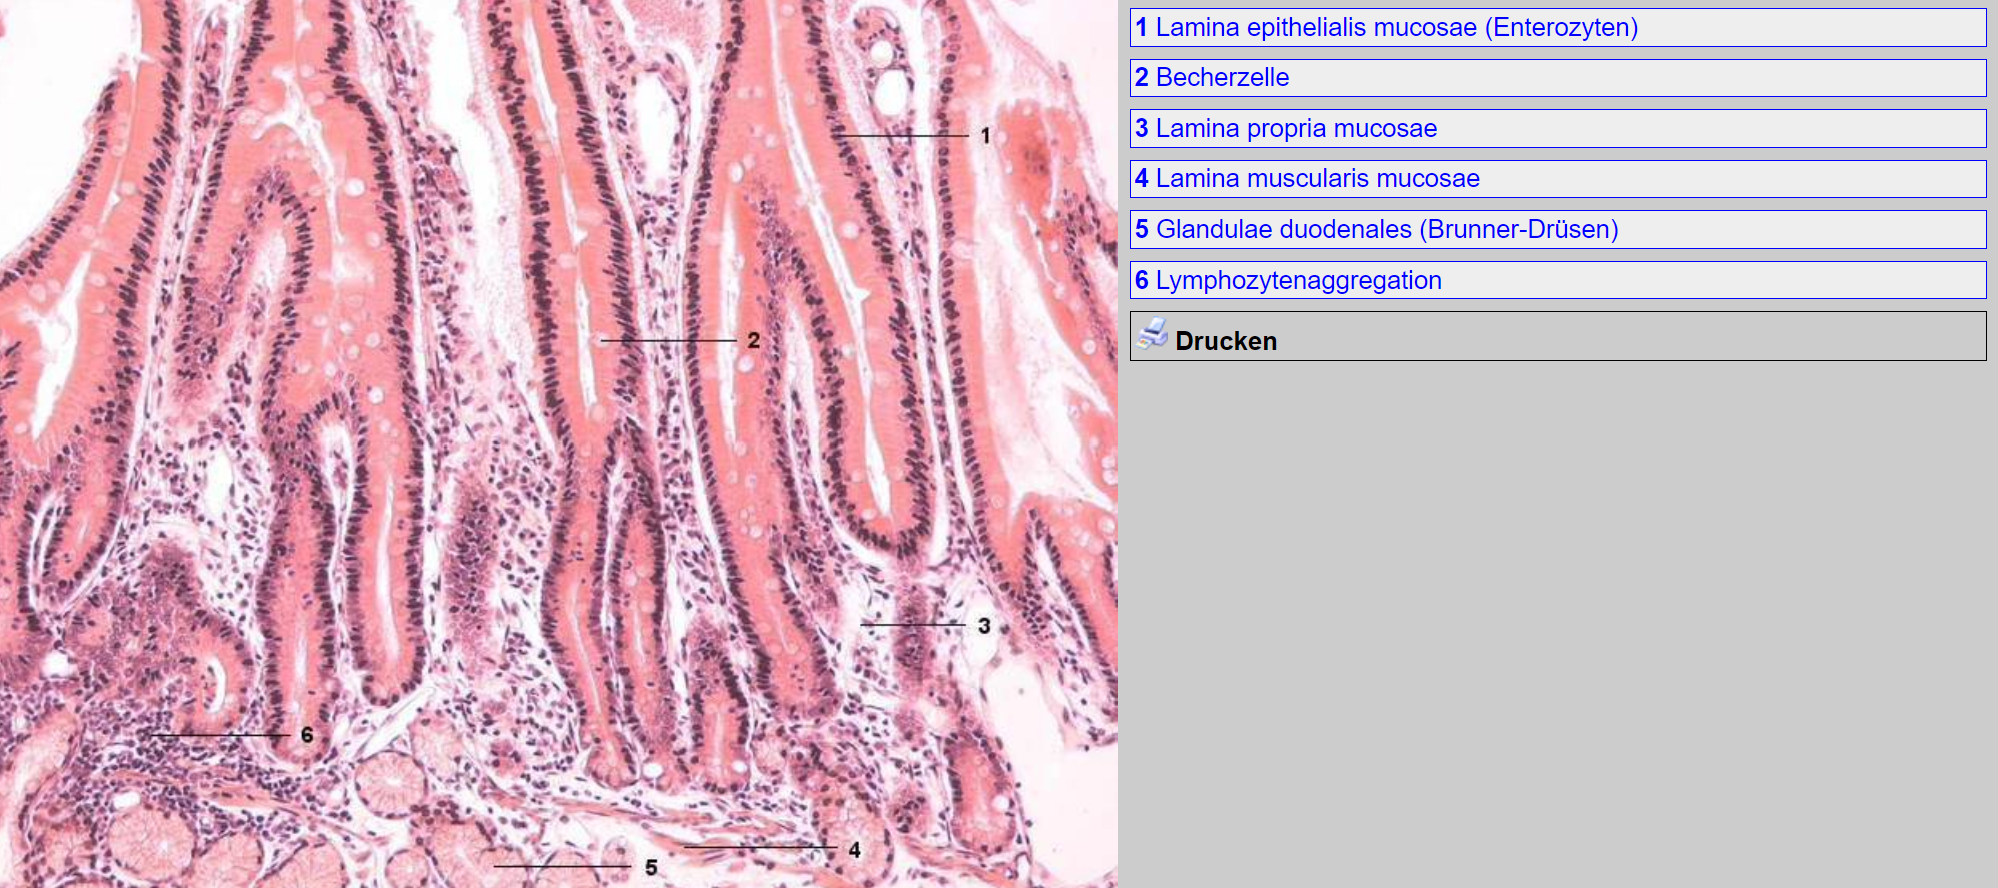 1 Lamina epithelialis mucosae (Enterozyten)
2 Becherzelle
3 Lamina propria mucosae
4 Lamina muscularis mucosae
5 Glandulae duodenales (Brunner-Drüsen)
6 Lymphozytenaggregation
Drucken
1
2
3
6
4
5